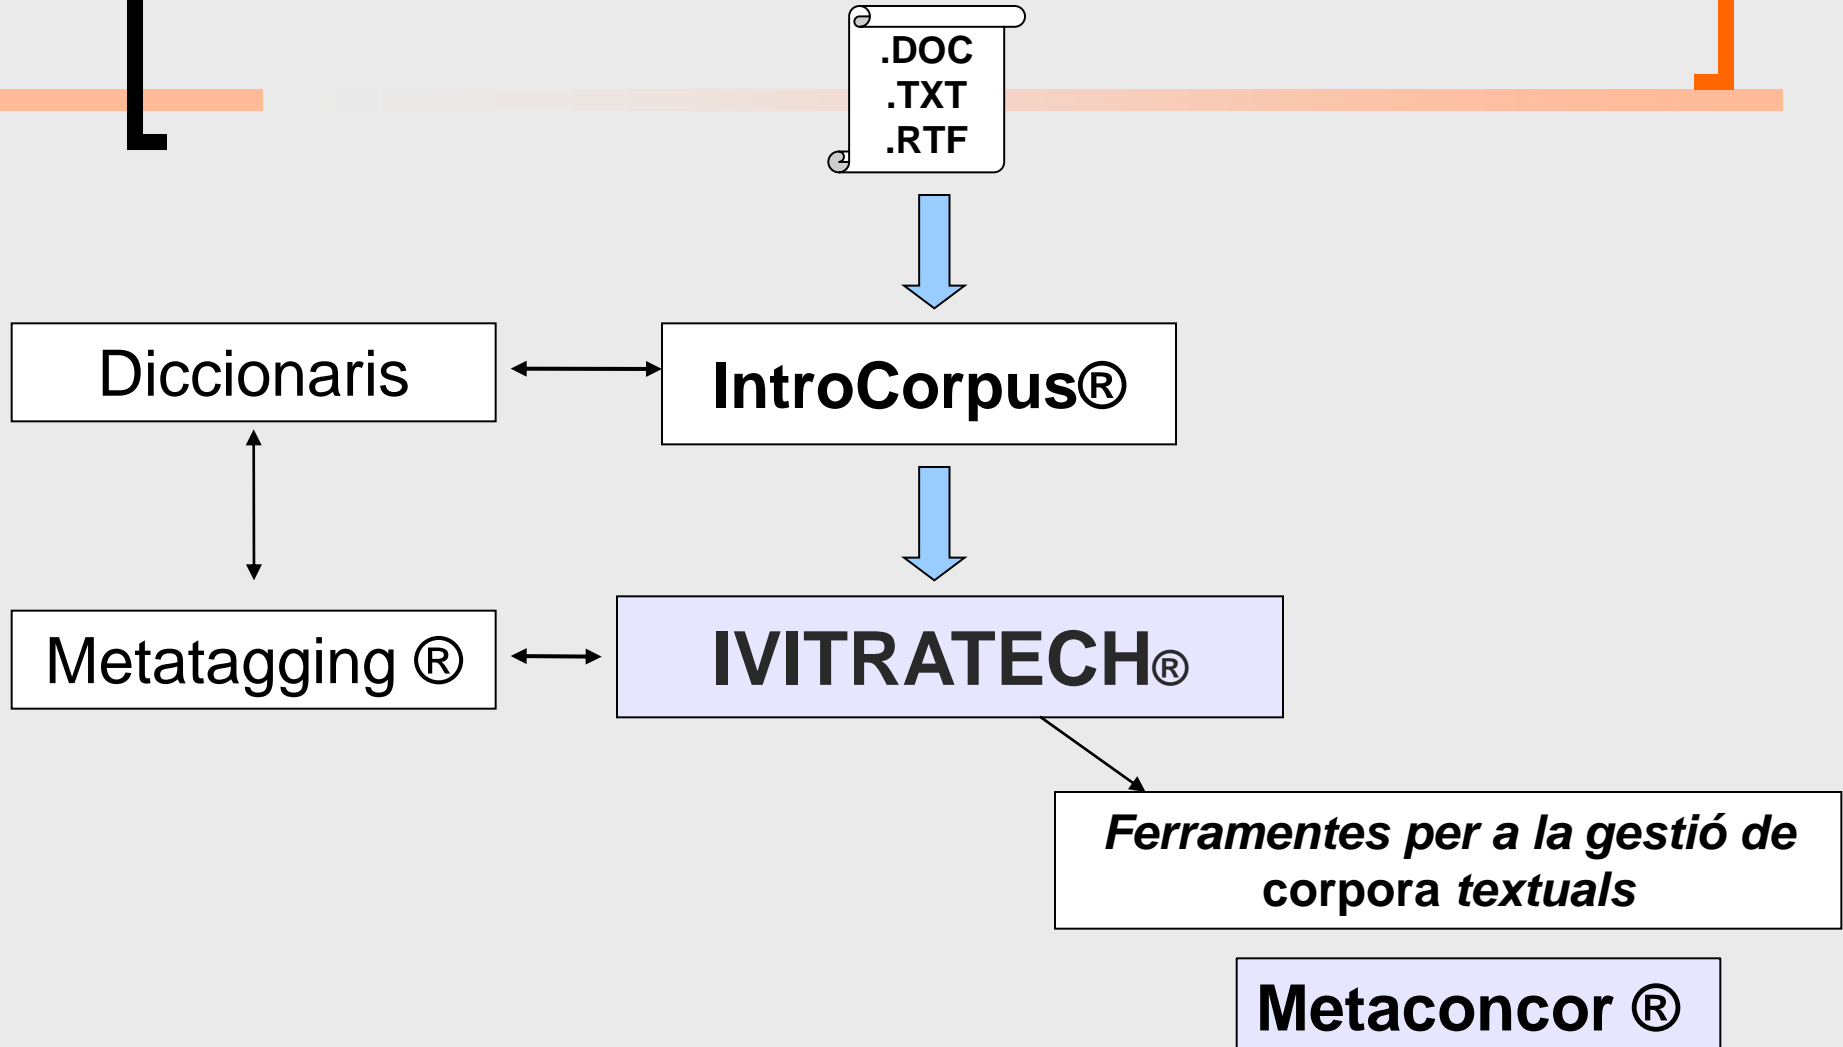 .DOC
.TXT
.RTF
Diccionaris
IntroCorpus®
Metatagging ®
IVITRATECH®
Ferramentes per a la gestió de
corpora textuals
Metaconcor ®